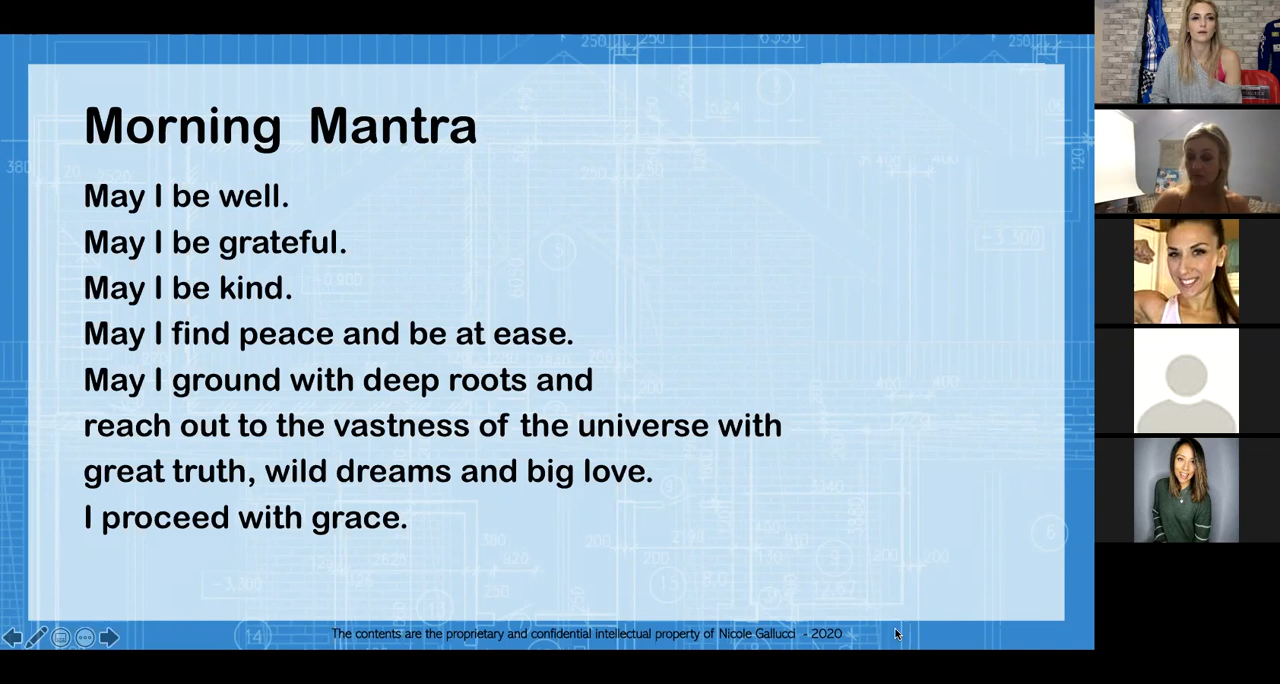 Morning Mantra
May I be well.
May I be grateful.
May I be kind.
May I find peace and be at ease.
May I ground with deep roots and
reach out to the vastness of the universe with
great truth, wild dreams and big love.
I proceed with grace.
The contents are the proprietary and confidential intellectual property of Nicole Gallucci - 2020